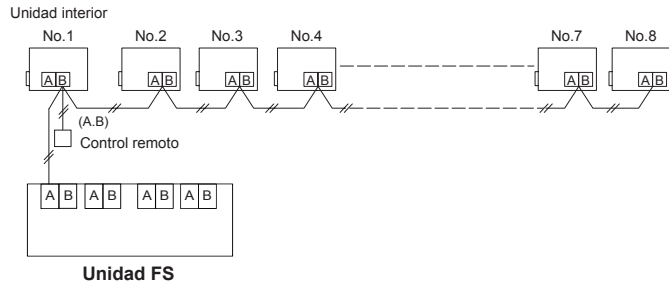 Unidad interior
No.1 No.2 No.3 No.4 No.7 No.8
A B A B A B A B A B A B
(A.B)
Control remoto
A B A B A B A B
Unidad FS